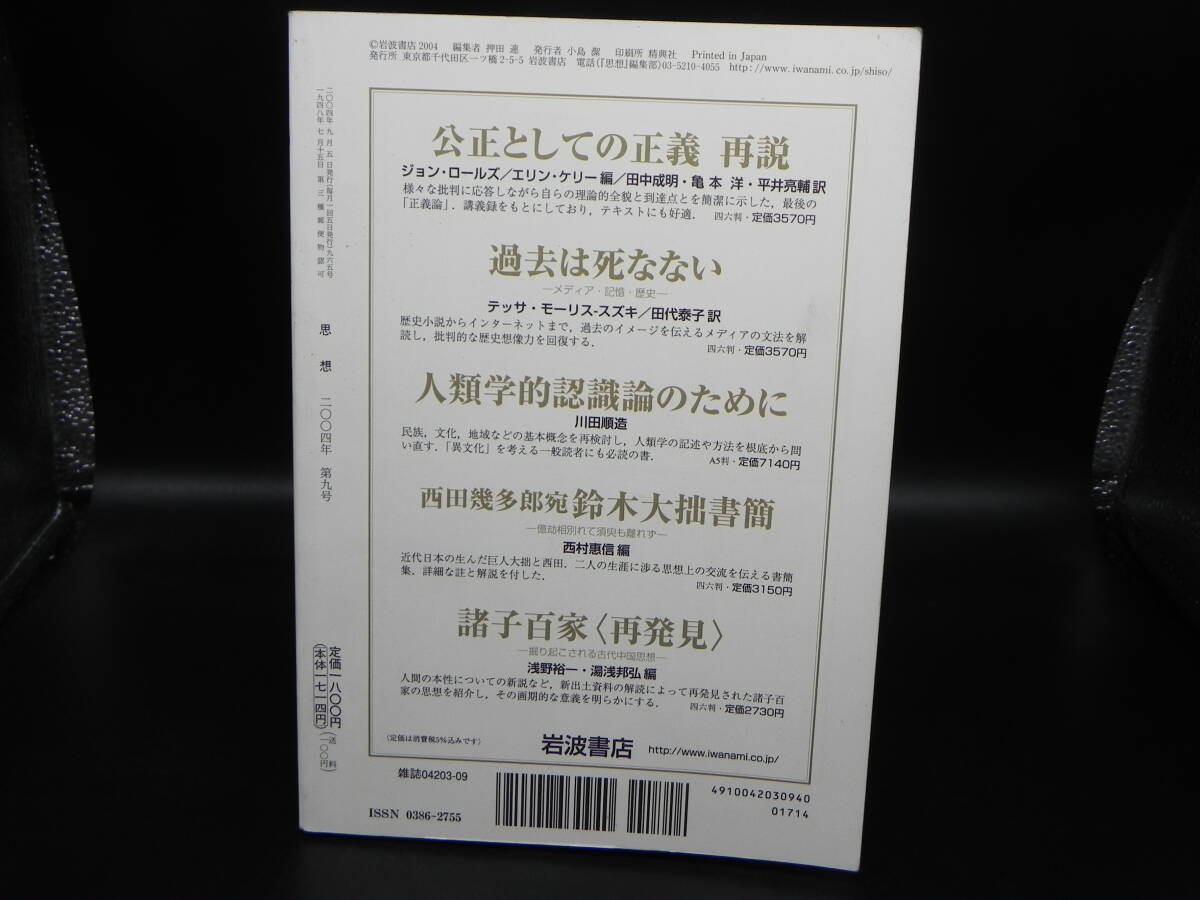 ©岩波書店2004 編集者 押田 連 発行者 小島 潔 印刷所 精興社 Printed in Japan
発行所 東京都千代田区一ツ橋2-5-5 岩波書店 電話(『思想』編集部)03-5210-4055 http://www.iwanami.co.jp/shiso/
二〇〇四年九月五日発行(毎月一回五日発行)九六五号
一九四八年七月十五日 第三種郵便物認可
思想 二〇〇四年 第九号
定価一八〇〇円(本体一七一四円)(送料一〇〇円)
公正としての正義 再説
ジョン・ロールズ/エリン・ケリー編/田中成明・亀本 洋・平井亮輔訳
様々な批判に応答しながら自らの理論的全貌と到達点とを簡潔に示した,最後の
「正義論」.講義録をもとにしており,テキストにも好適. 四六判・定価3570円
過去は死なない
―メディア・記憶・歴史―
テッサ・モーリス-スズキ/田代泰子訳
歴史小説からインターネットまで,過去のイメージを伝えるメディアの文法を解
読し,批判的な歴史想像力を回復する. 四六判・定価3570円
人類学的認識論のために
川田順造
民族,文化,地域などの基本概念を再検討し,人類学の記述や方法を根底から問
い直す.「異文化」を考える一般読者にも必読の書. A5判・定価7140円
西田幾多郎宛 鈴木大拙書簡
―億劫相別れて須臾も離れず―
西村惠信編
近代日本の生んだ巨人大拙と西田.二人の生涯に渉る思想上の交流を伝える書簡
集.詳細な註と解説を付した. 四六判・定価3150円
諸子百家〈再発見〉
―掘り起こされる古代中国思想―
浅野裕一・湯浅邦弘編
人間の本性についての新説など,新出土資料の解読によって再発見された諸子百
家の思想を紹介し,その画期的な意義を明らかにする. 四六判・定価2730円
〈定価は消費税5%込みです〉 岩波書店 http://www.iwanami.co.jp/
雑誌04203-09
ISSN 0386-2755
4910042030940
01714